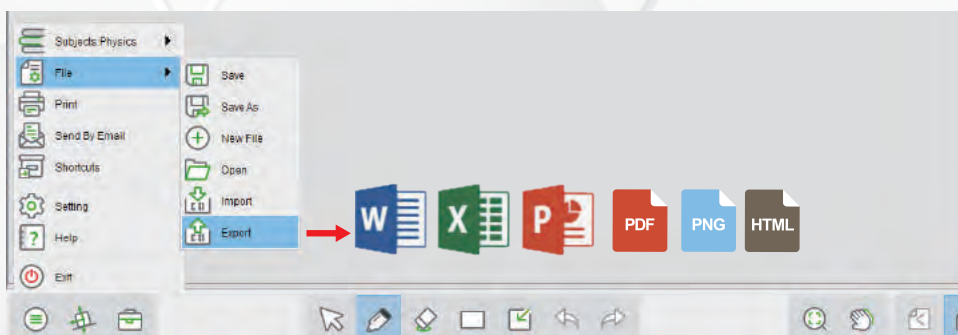 Subjects:Physics
File
Print
Send By Email
Shortcuts
Setting
Help
Exit
Save
Save As
New File
Open
Import
Export
W
X
P
PDF
PNG
HTML